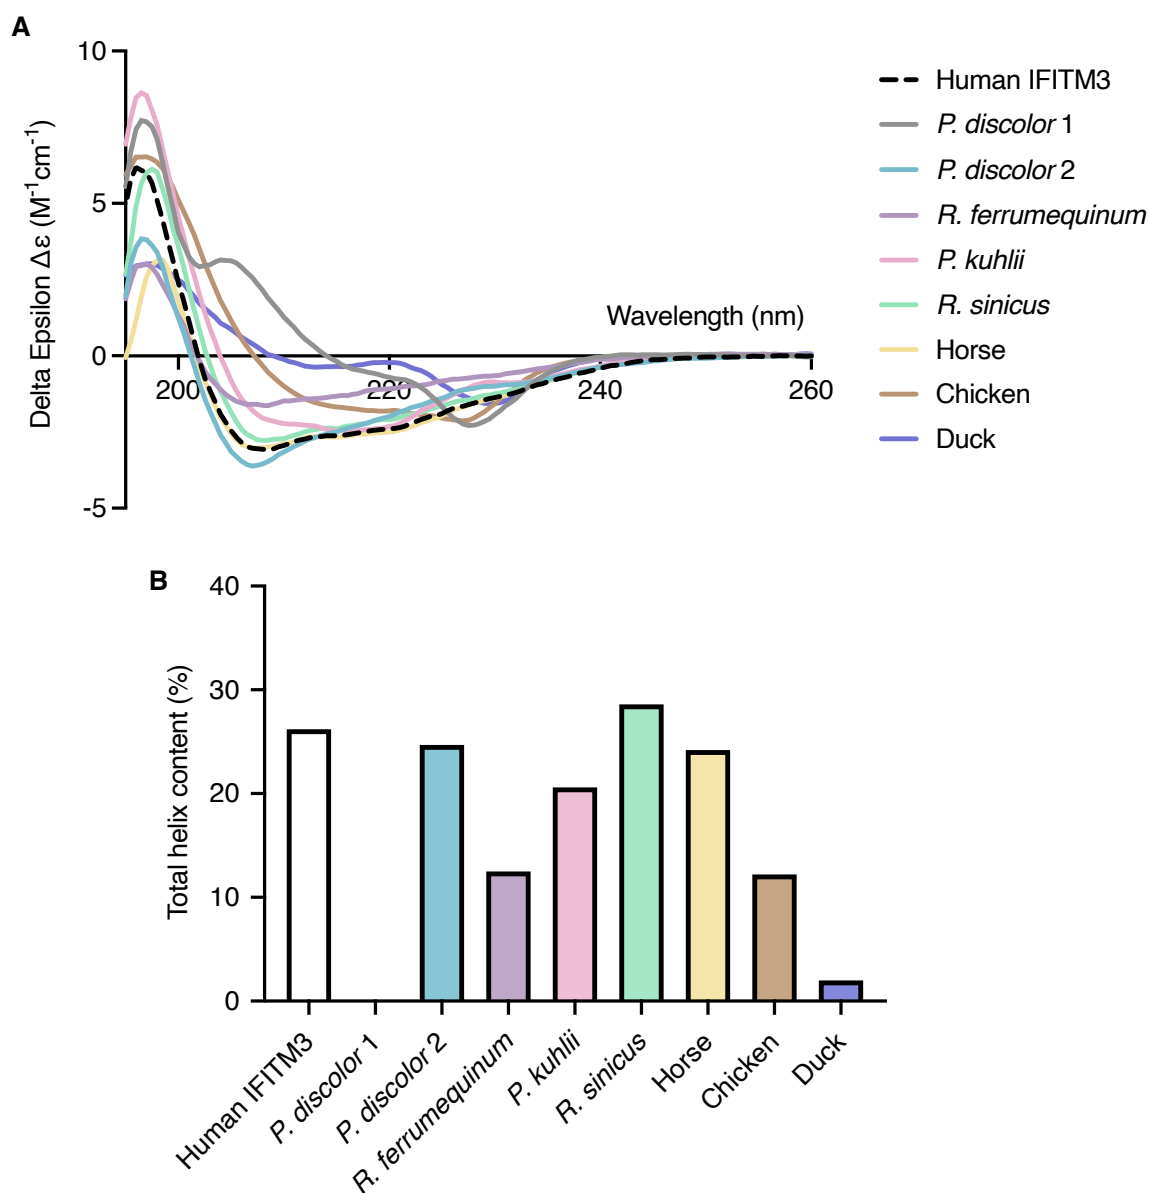 A
Delta Epsilon Δε (M⁻¹cm⁻¹)
10
5
0
-5
Wavelength (nm)
200
220
240
260
Human IFITM3
P. discolor 1
P. discolor 2
R. ferrumequinum
P. kuhlii
R. sinicus
Horse
Chicken
Duck
B
Total helix content (%)
40
30
20
10
0
Human IFITM3
P. discolor 1
P. discolor 2
R. ferrumequinum
P. kuhlii
R. sinicus
Horse
Chicken
Duck